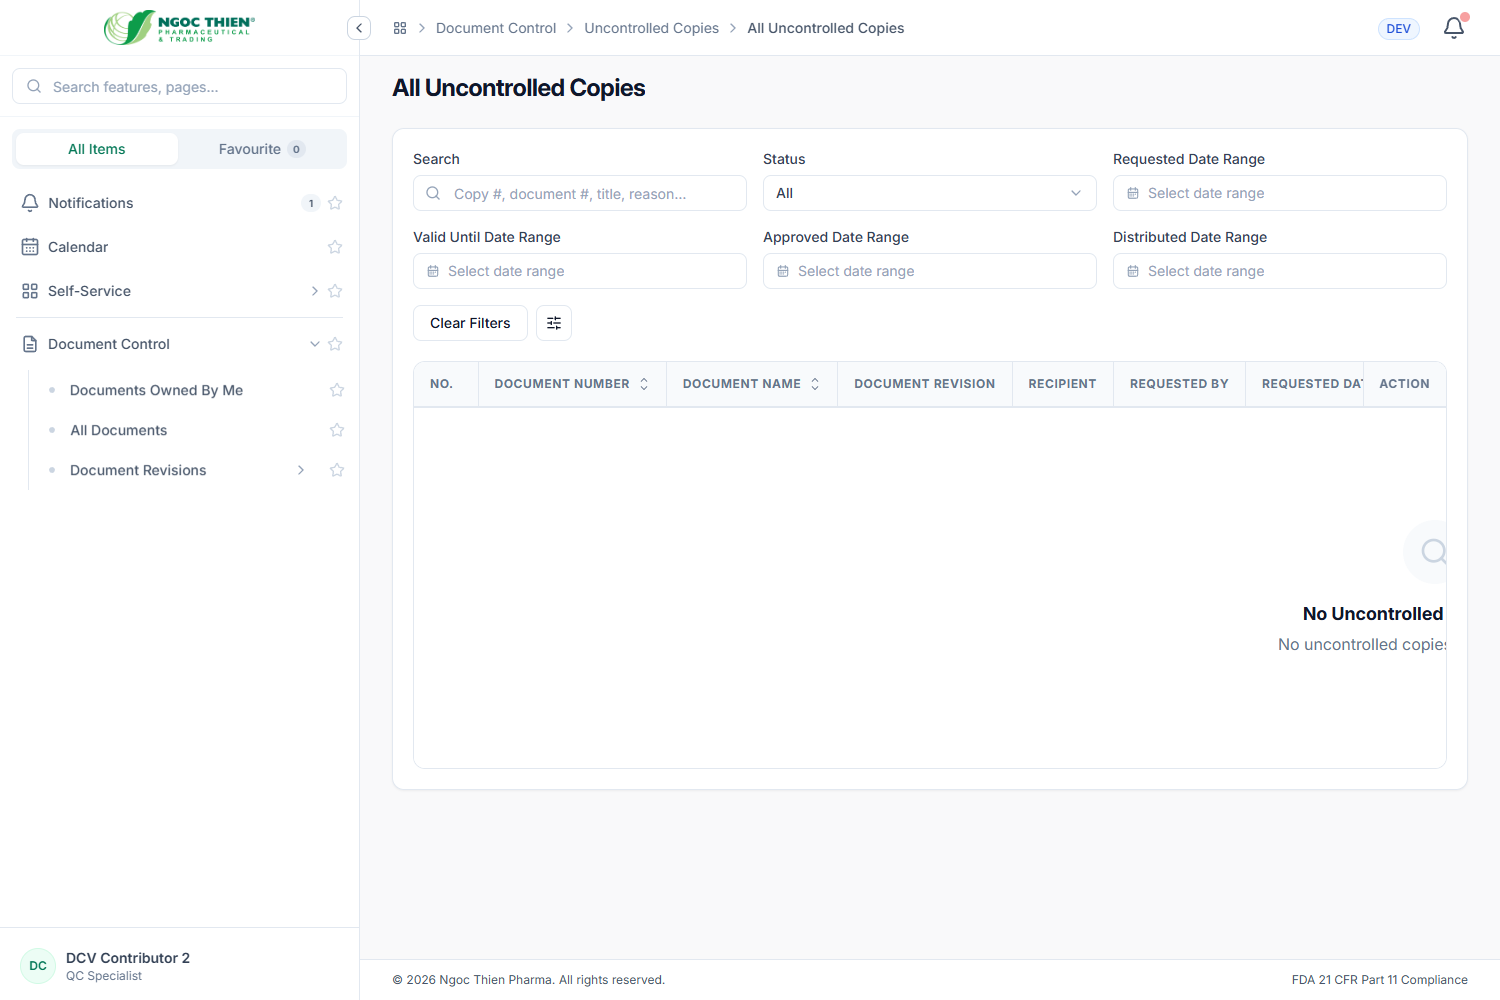 NGOC THIEN®
PHARMACEUTICAL
& TRADING
Document Control
Uncontrolled Copies
All Uncontrolled Copies
DEV
Search features, pages...
All Items
Favourite 0
Notifications 1
Calendar
Self-Service
Document Control
Documents Owned By Me
All Documents
Document Revisions
DC
DCV Contributor 2
QC Specialist
All Uncontrolled Copies
Search
Status
Requested Date Range
Copy #, document #, title, reason...
All
Select date range
Valid Until Date Range
Approved Date Range
Distributed Date Range
Select date range
Select date range
Select date range
Clear Filters
NO.
DOCUMENT NUMBER
DOCUMENT NAME
DOCUMENT REVISION
RECIPIENT
REQUESTED BY
REQUESTED DAT
ACTION
No Uncontrolled
No uncontrolled copies
© 2026 Ngoc Thien Pharma. All rights reserved.
FDA 21 CFR Part 11 Compliance